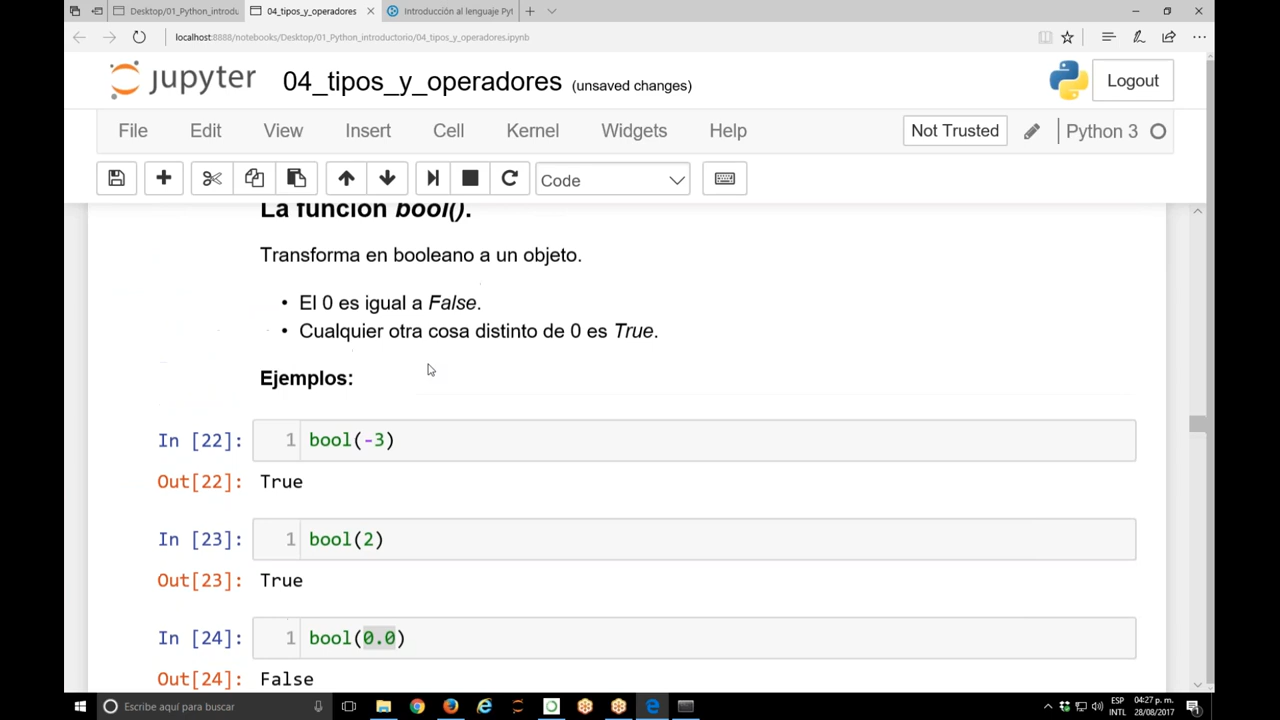 Desktop/01_Python_introdu
04_tipos_y_operadores
Introducción al lenguaje Pyt
localhost:8888/notebooks/Desktop/01_Python_introductorio/04_tipos_y_operadores.ipynb
jupyter 04_tipos_y_operadores (unsaved changes)
Logout
File Edit View Insert Cell Kernel Widgets Help
Not Trusted
Python 3
Code
La función bool().
Transforma en booleano a un objeto.
• El 0 es igual a False.
• Cualquier otra cosa distinto de 0 es True.
Ejemplos:
In [22]: 1 bool(-3)
Out[22]: True
In [23]: 1 bool(2)
Out[23]: True
In [24]: 1 bool(0.0)
Out[24]: False
Escribe aquí para buscar
ESP 04:27 p. m.
INTL 28/08/2017